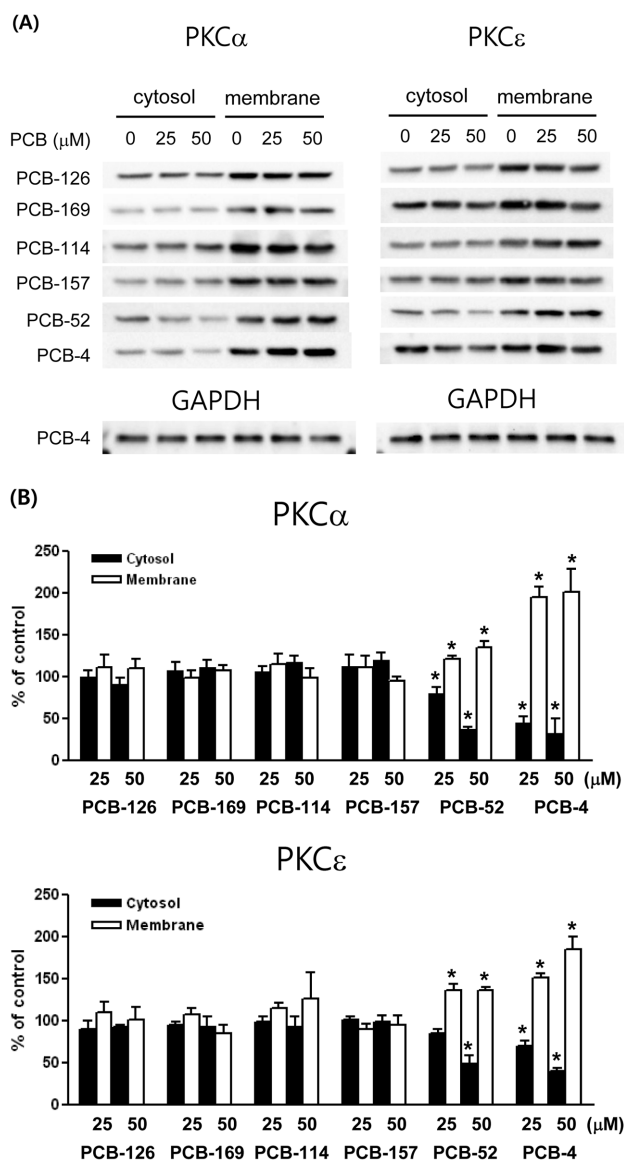 (A)
PKCα PKCε
cytosol membrane cytosol membrane
PCB (μM) 0 25 50 0 25 50 0 25 50 0 25 50
PCB-126
PCB-169
PCB-114
PCB-157
PCB-52
PCB-4
GAPDH GAPDH
PCB-4
(B)
PKCα
250
200
150
100
50
0
% of control
Cytosol
Membrane
* * * * * * * *
25 50 25 50 25 50 25 50 25 50 25 50 (μM)
PCB-126 PCB-169 PCB-114 PCB-157 PCB-52 PCB-4
PKCε
250
200
150
100
50
0
% of control
Cytosol
Membrane
* * * * * * *
25 50 25 50 25 50 25 50 25 50 25 50 (μM)
PCB-126 PCB-169 PCB-114 PCB-157 PCB-52 PCB-4